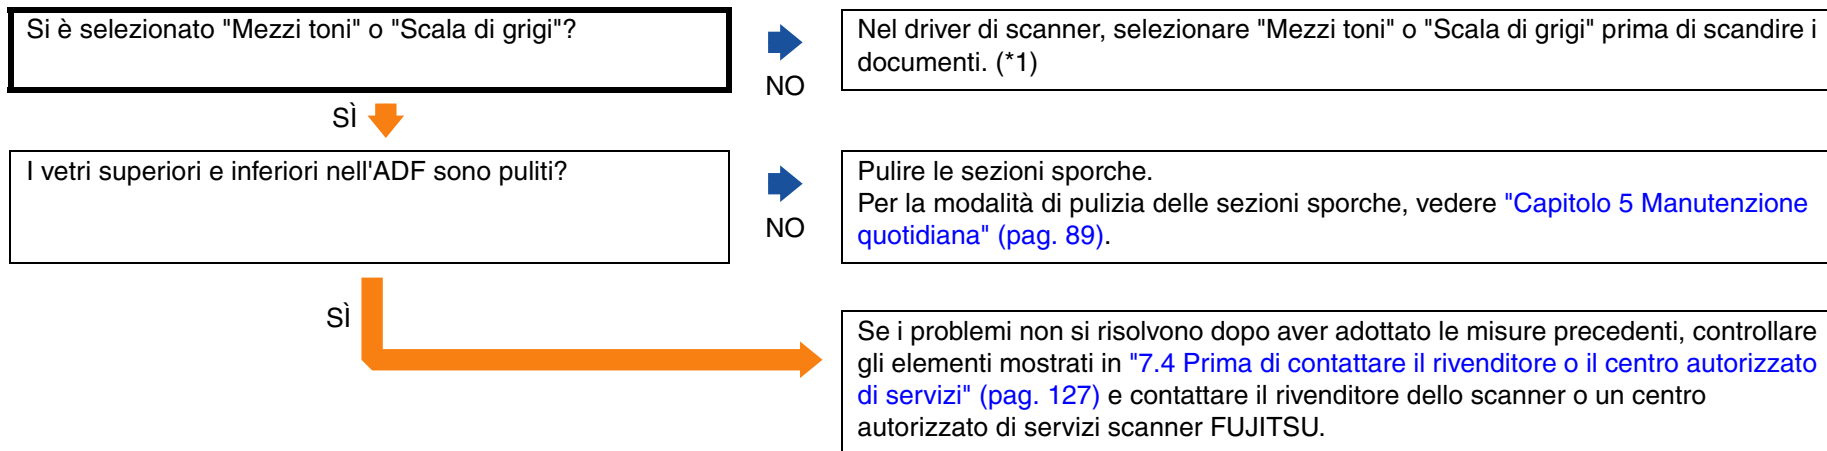 Si è selezionato "Mezzi toni" o "Scala di grigi"?
NO
Nel driver di scanner, selezionare "Mezzi toni" o "Scala di grigi" prima di scandire i
documenti. (*1)
SÌ
I vetri superiori e inferiori nell'ADF sono puliti?
NO
Pulire le sezioni sporche.
Per la modalità di pulizia delle sezioni sporche, vedere "Capitolo 5 Manutenzione
quotidiana" (pag. 89).
SÌ
Se i problemi non si risolvono dopo aver adottato le misure precedenti, controllare
gli elementi mostrati in "7.4 Prima di contattare il rivenditore o il centro autorizzato
di servizi" (pag. 127) e contattare il rivenditore dello scanner o un centro
autorizzato di servizi scanner FUJITSU.